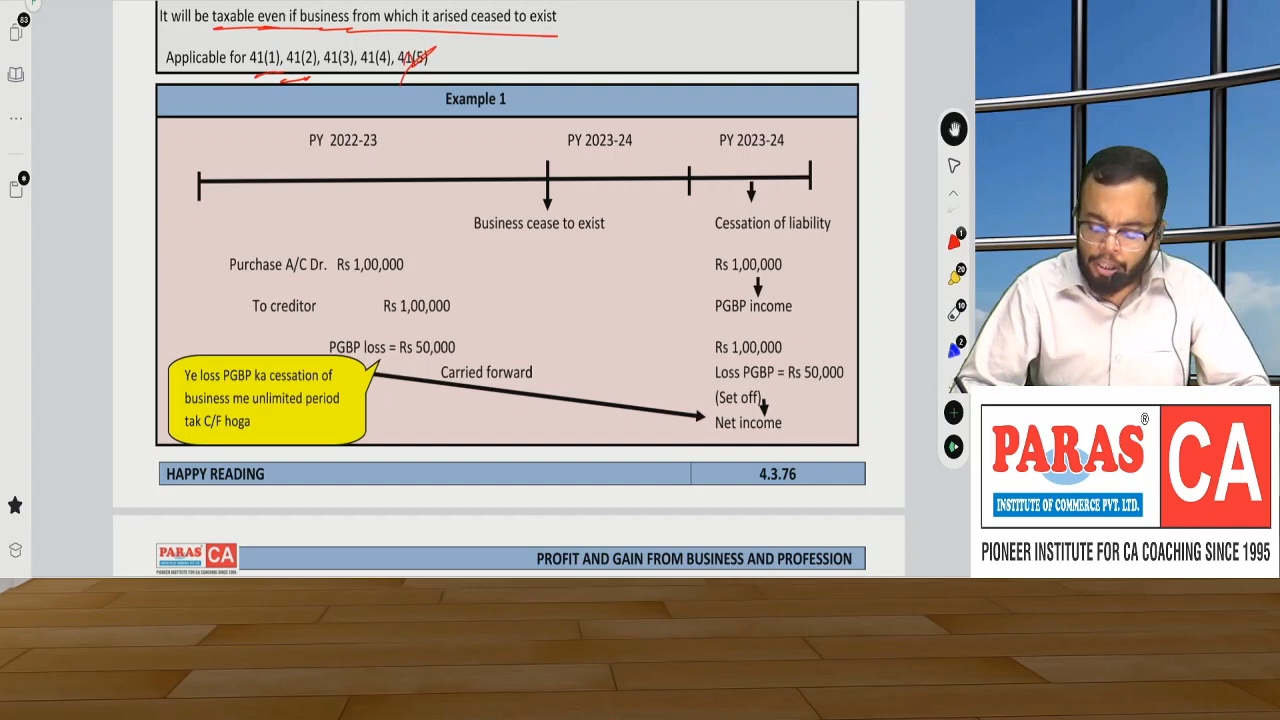 It will be taxable even if business from which it arised ceased to exist
Applicable for 41(1), 41(2), 41(3), 41(4), 41(5)
Example 1
PY 2022-23 PY 2023-24 PY 2023-24
Business cease to exist Cessation of liability
Purchase A/C Dr. Rs 1,00,000 Rs 1,00,000
To creditor Rs 1,00,000 PGBP income
PGBP loss = Rs 50,000 Rs 1,00,000
Ye loss PGBP ka cessation of
business me unlimited period
tak C/F hoga
Carried forward Loss PGBP = Rs 50,000
(Set off)
Net income
HAPPY READING 4.3.76
PARAS CA
PROFIT AND GAIN FROM BUSINESS AND PROFESSION
83
1
20
10
2
PARAS® CA
INSTITUTE OF COMMERCE PVT. LTD.
PIONEER INSTITUTE FOR CA COACHING SINCE 1995